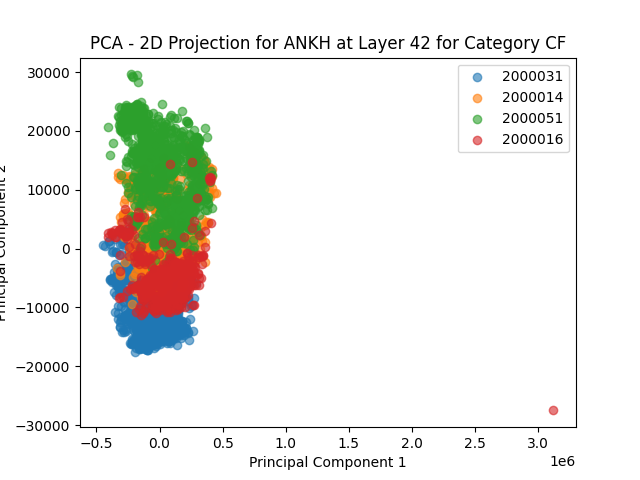 PCA - 2D Projection for ANKH at Layer 42 for Category CF
30000
20000
10000
0
−10000
−20000
−30000
Principal Component 2
−0.5 0.0 0.5 1.0 1.5 2.0 2.5 3.0
1e6
Principal Component 1
2000031
2000014
2000051
2000016